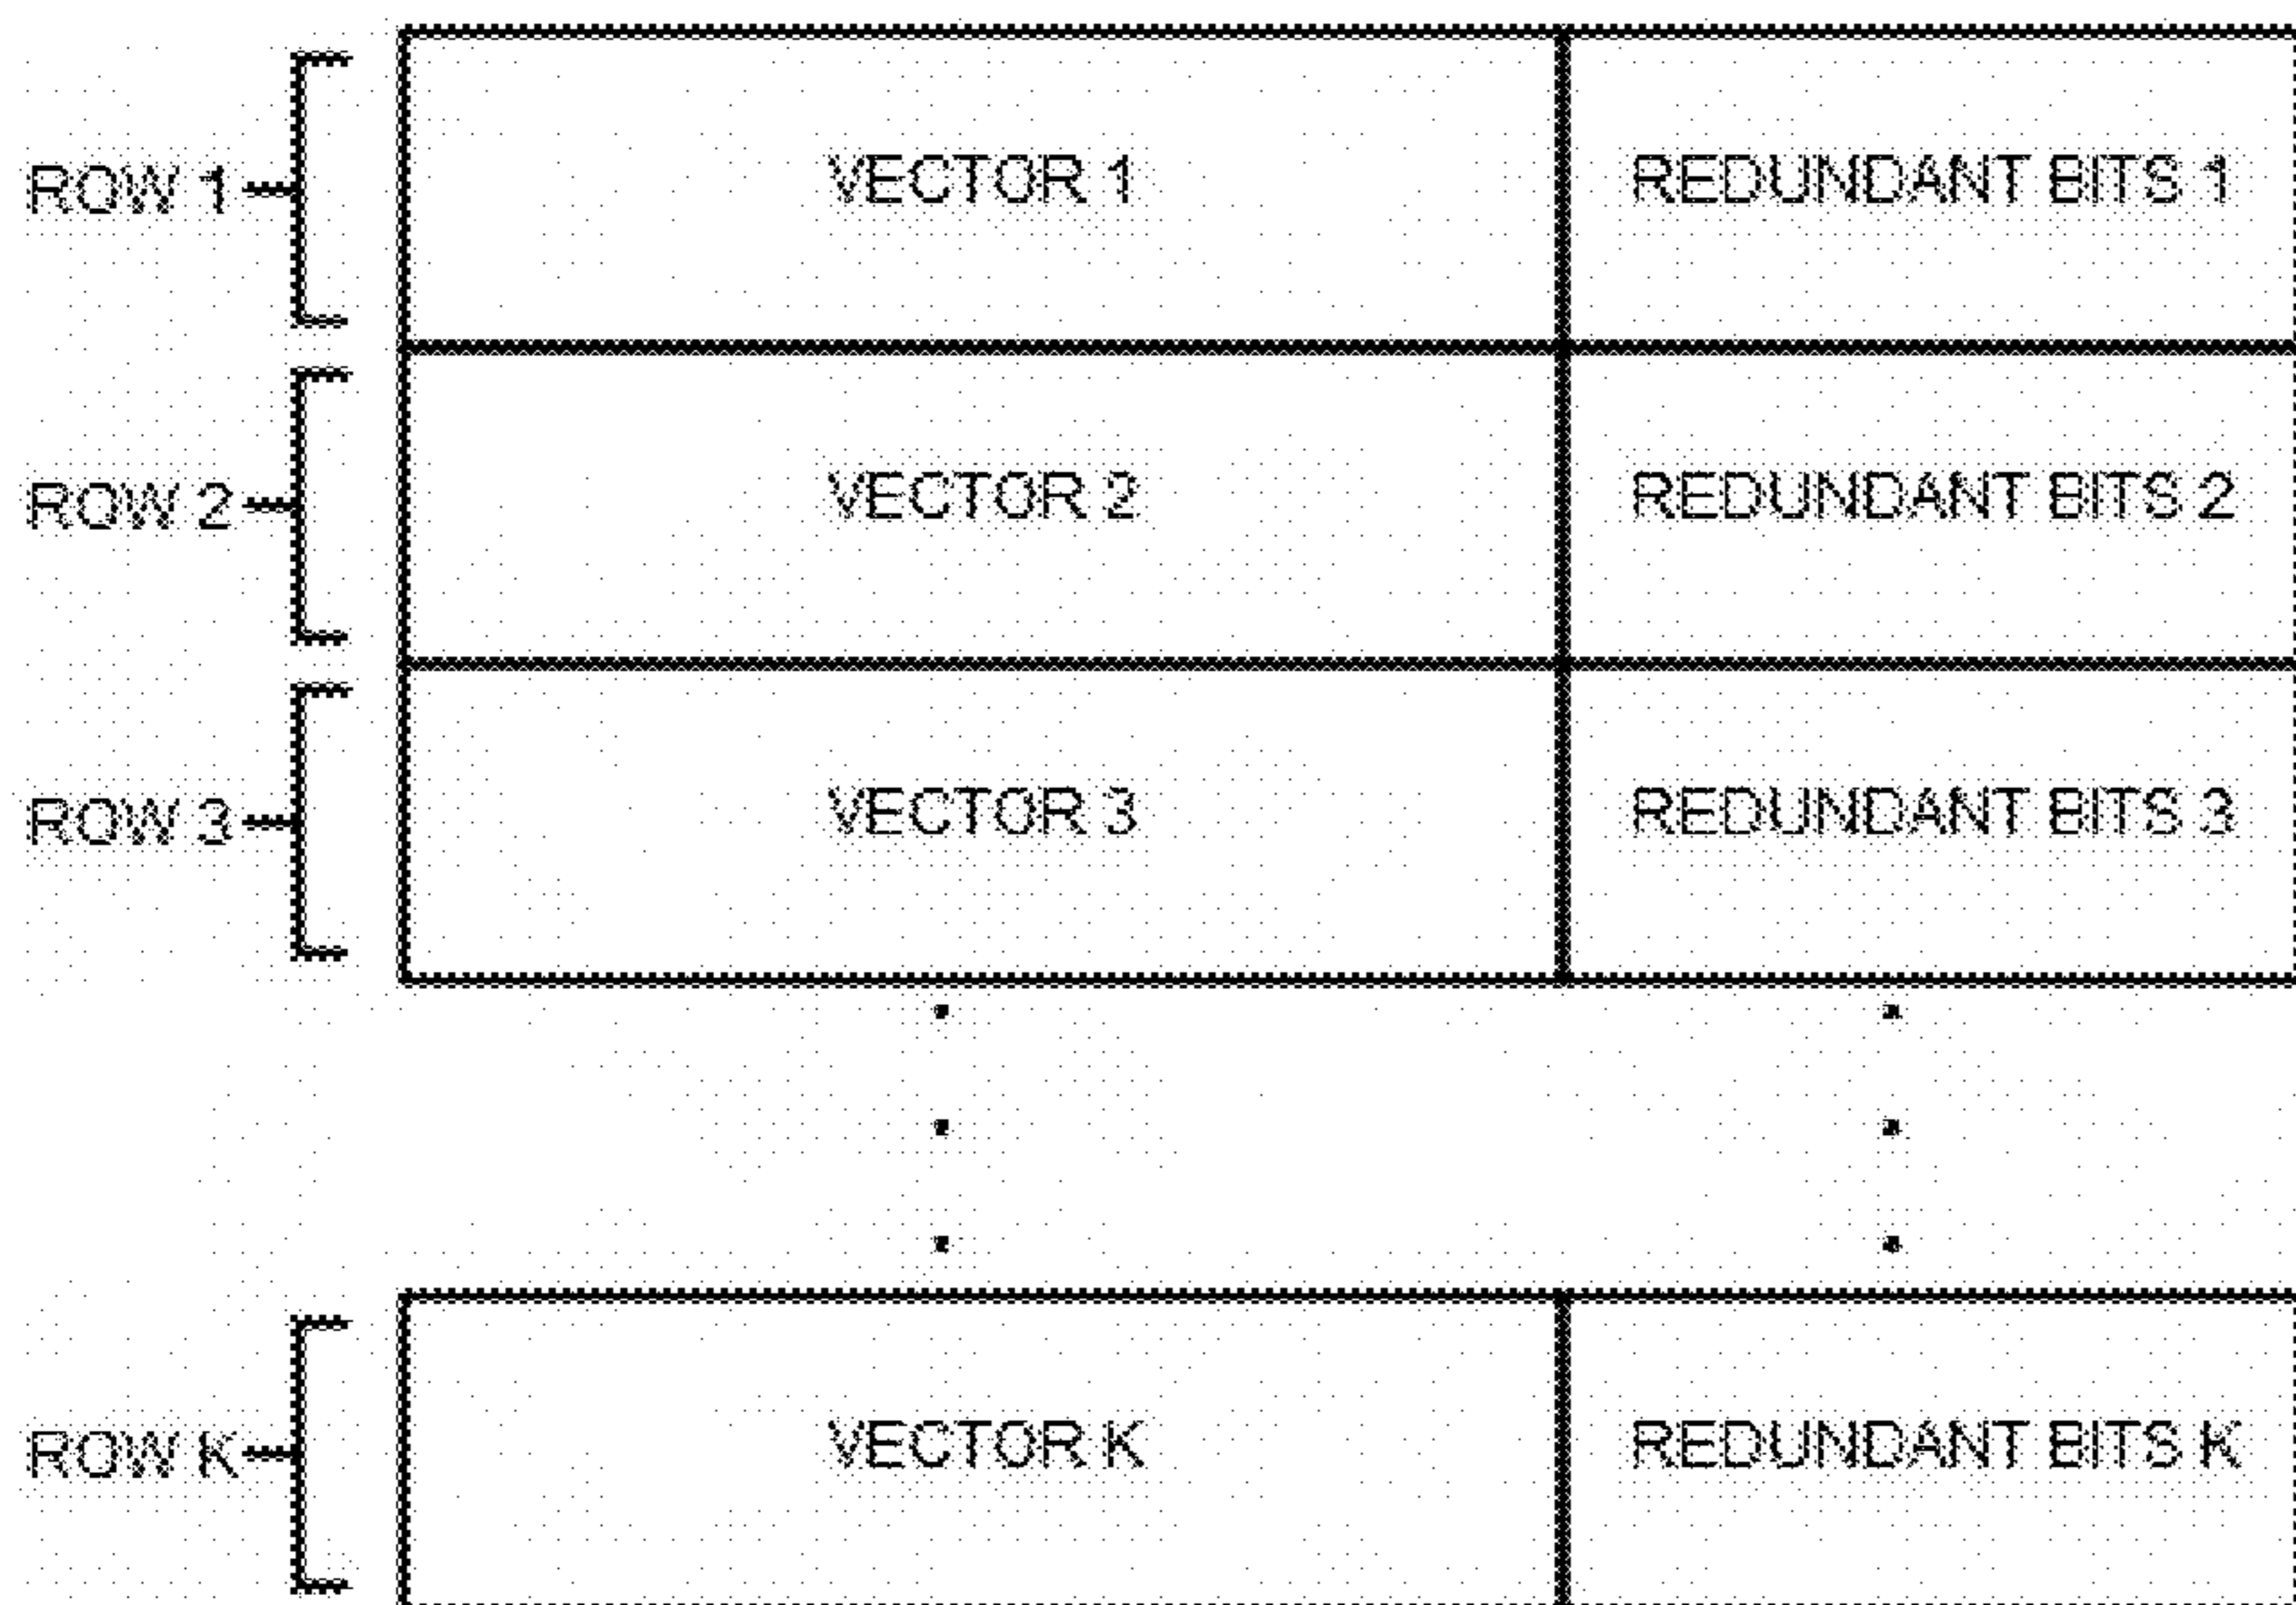 ROW 1 VECTOR 1 REDUNDANT BITS 1
ROW 2 VECTOR 2 REDUNDANT BITS 2
ROW 3 VECTOR 3 REDUNDANT BITS 3
ROW K VECTOR K REDUNDANT BITS K